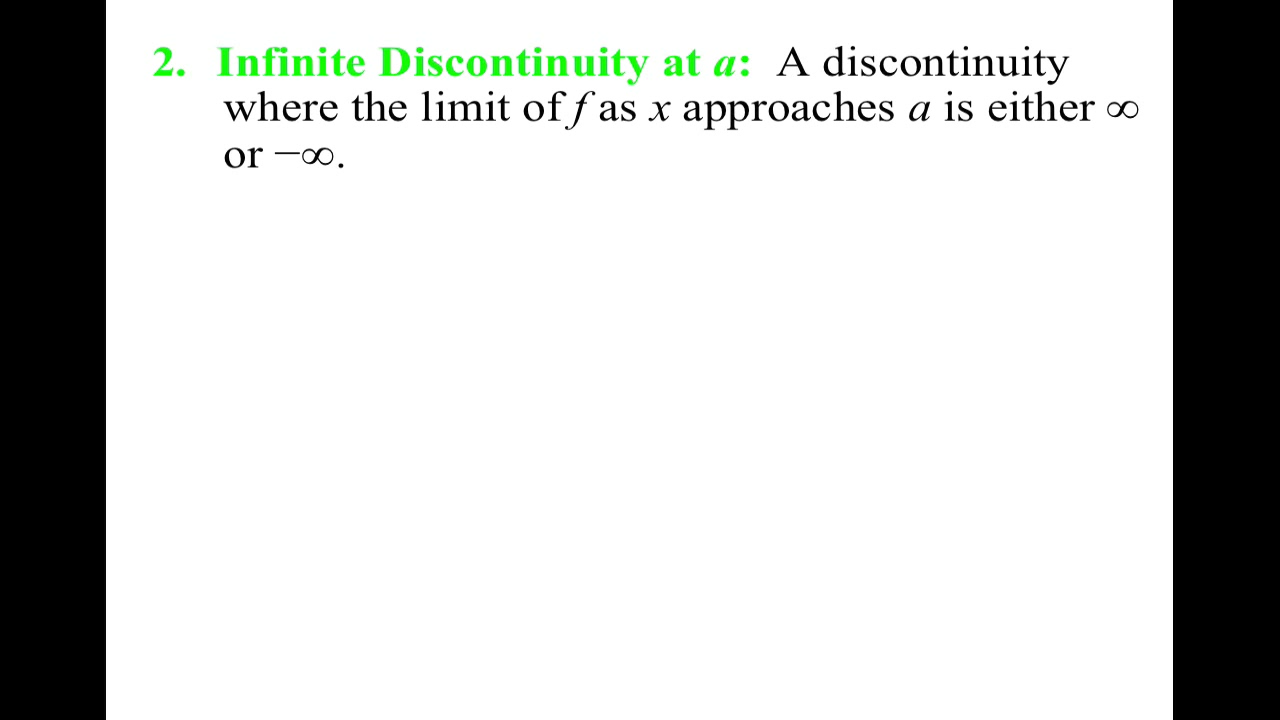 2. Infinite Discontinuity at a: A discontinuity
where the limit of f as x approaches a is either ∞
or −∞.